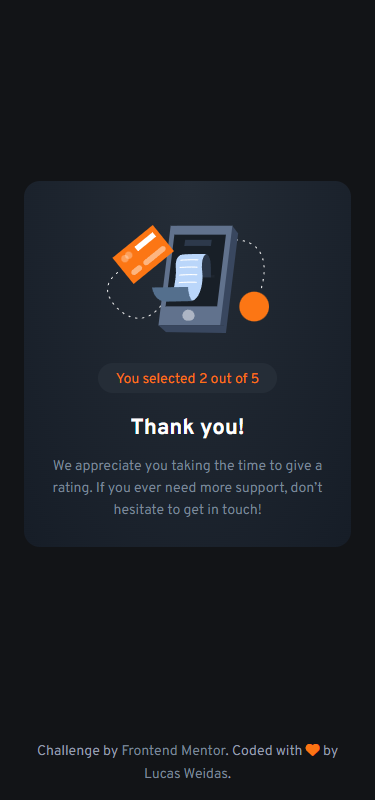 You selected 2 out of 5
Thank you!
We appreciate you taking the time to give a
rating. If you ever need more support, don’t
hesitate to get in touch!
Challenge by Frontend Mentor. Coded with 🧡 by
Lucas Weidas.